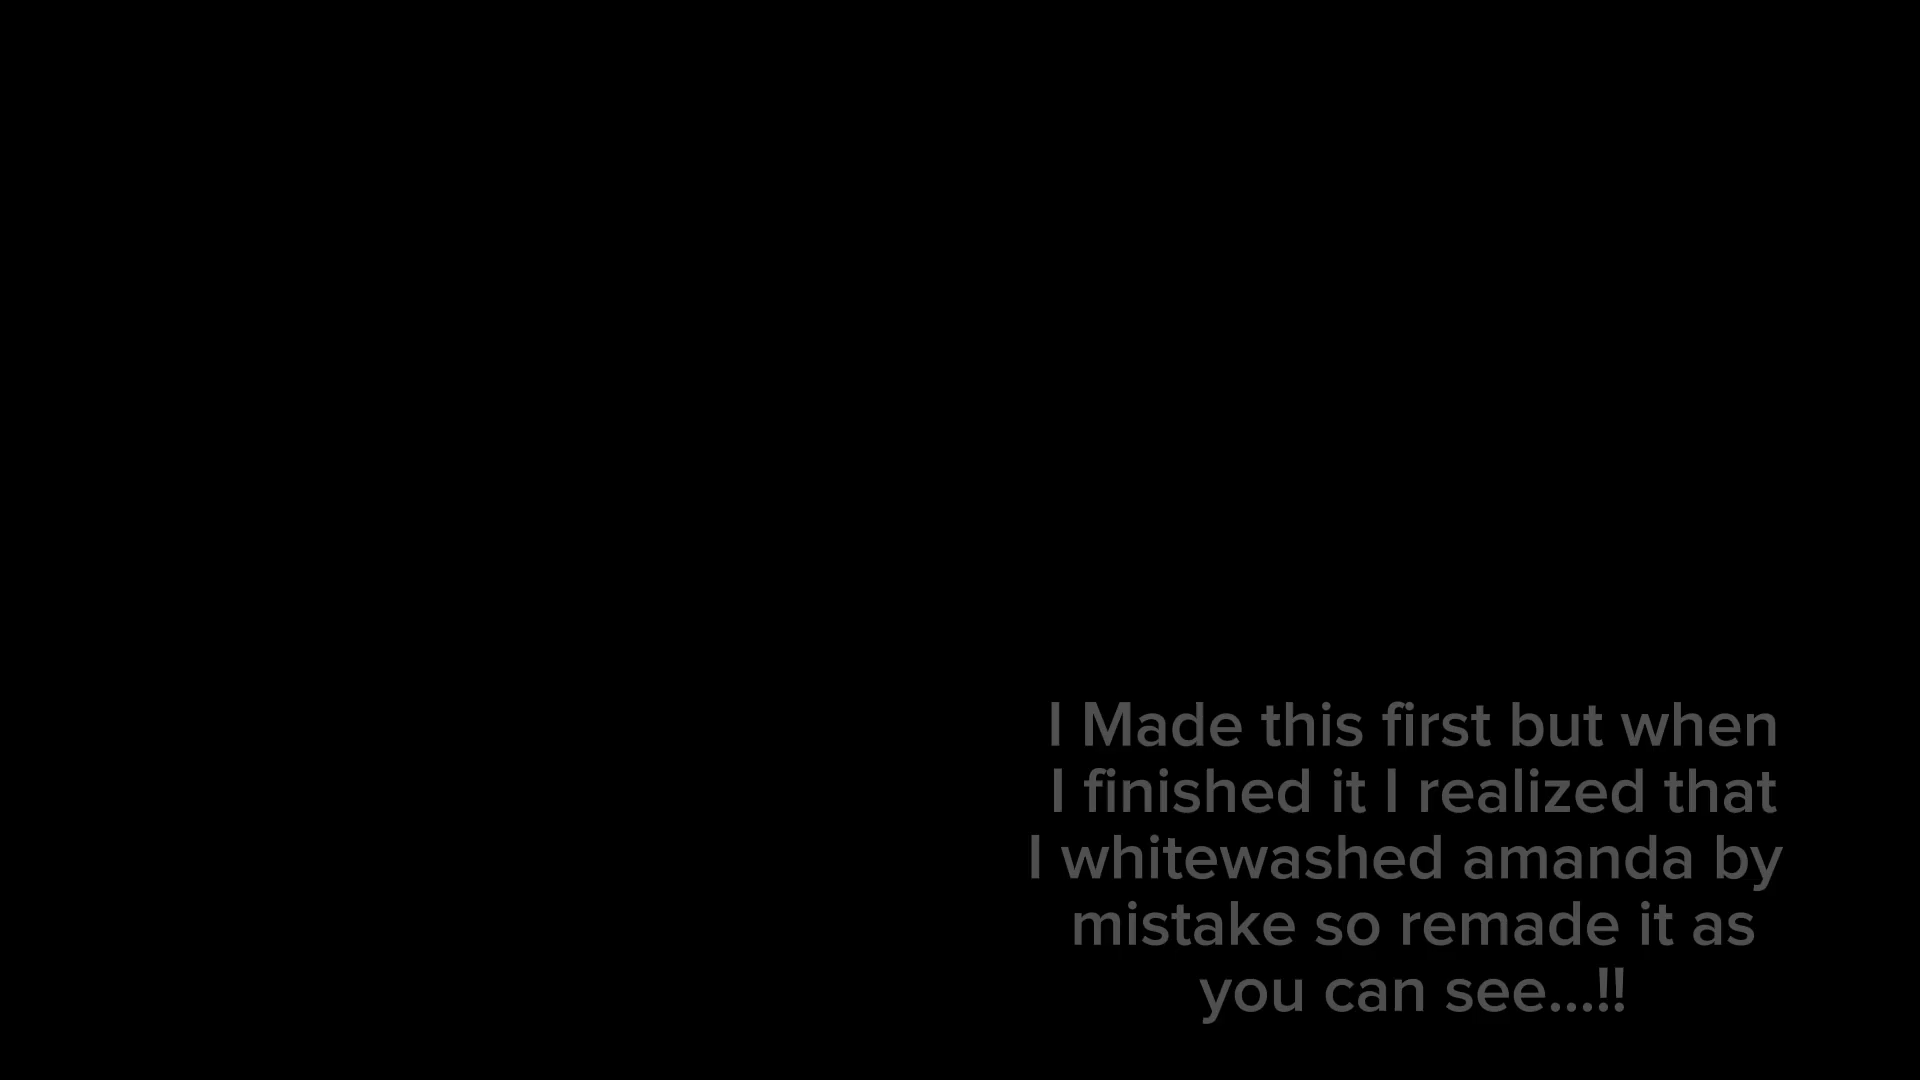 I Made this first but when
I finished it I realized that
I whitewashed amanda by
mistake so remade it as
you can see...!!